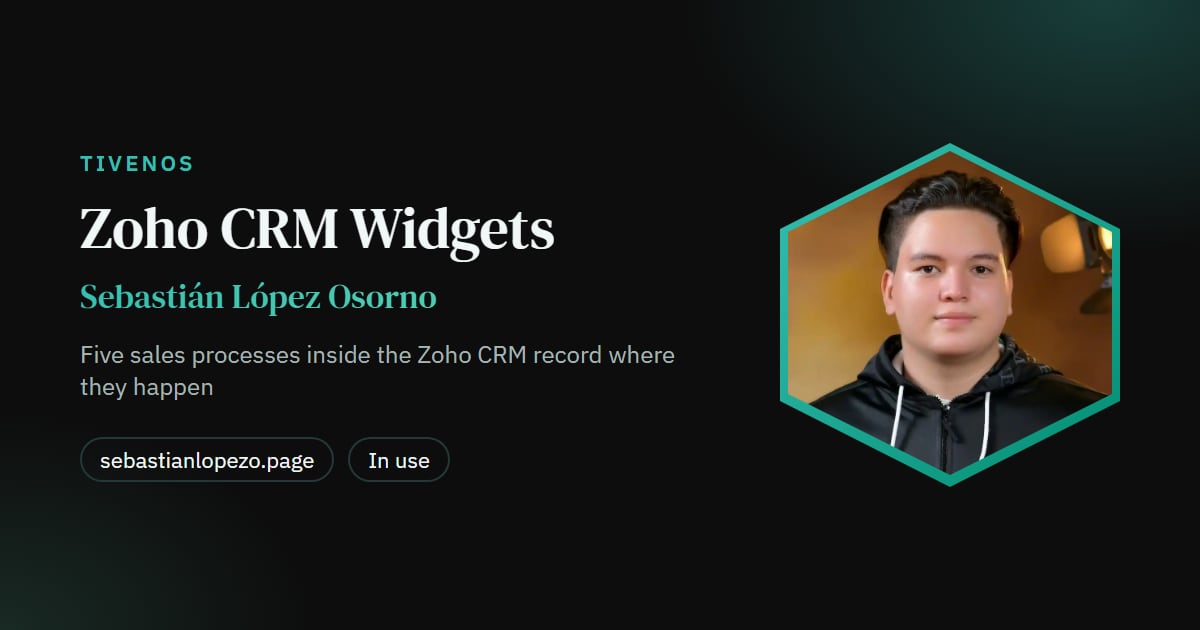 TIVENOS
Zoho CRM Widgets
Sebastián López Osorno
Five sales processes inside the Zoho CRM record where
they happen
sebastianlopezo.page
In use